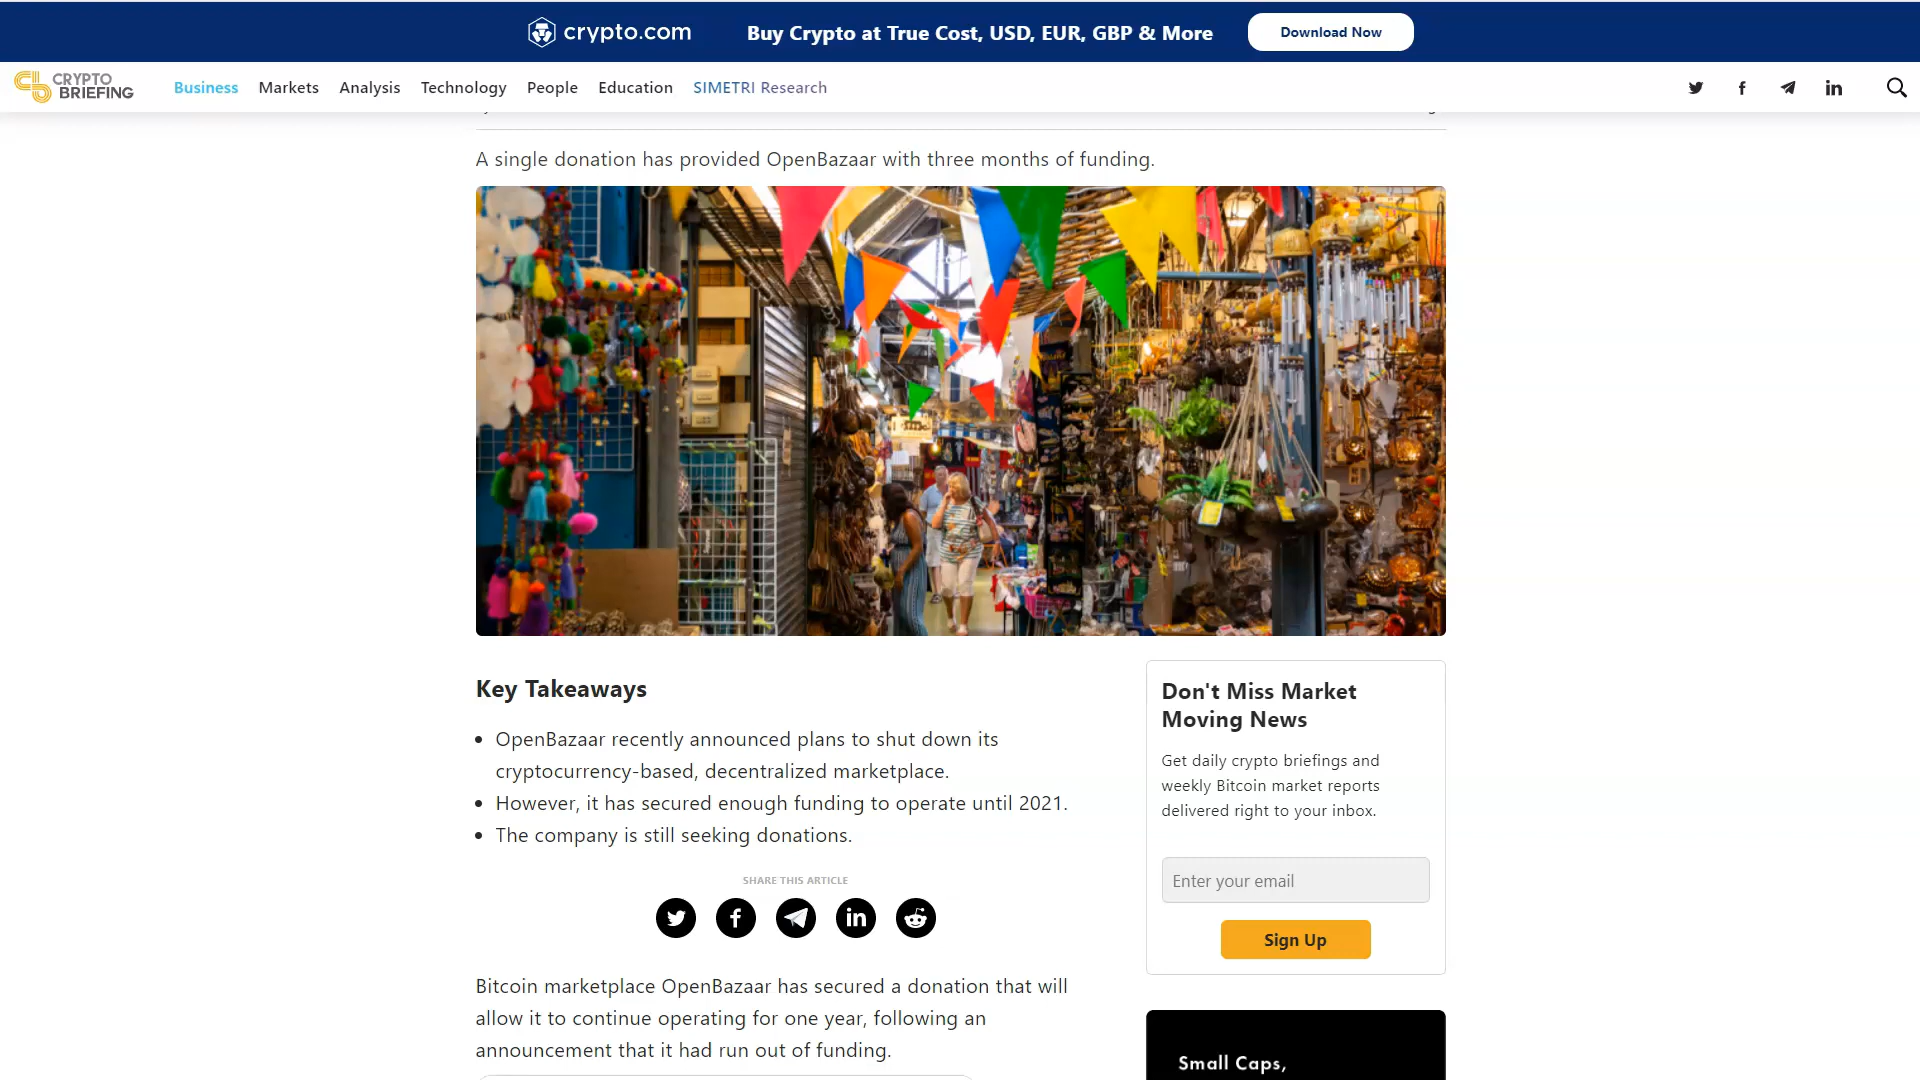 crypto.com
Buy Crypto at True Cost, USD, EUR, GBP & More
Download Now
CRYPTO
BRIEFING
Business
Markets
Analysis
Technology
People
Education
SIMETRI Research
A single donation has provided OpenBazaar with three months of funding.
Key Takeaways
OpenBazaar recently announced plans to shut down its
cryptocurrency-based, decentralized marketplace.
However, it has secured enough funding to operate until 2021.
The company is still seeking donations.
SHARE THIS ARTICLE
Bitcoin marketplace OpenBazaar has secured a donation that will
allow it to continue operating for one year, following an
announcement that it had run out of funding.
Don't Miss Market
Moving News
Get daily crypto briefings and
weekly Bitcoin market reports
delivered right to your inbox.
Enter your email
Sign Up
Small Caps,